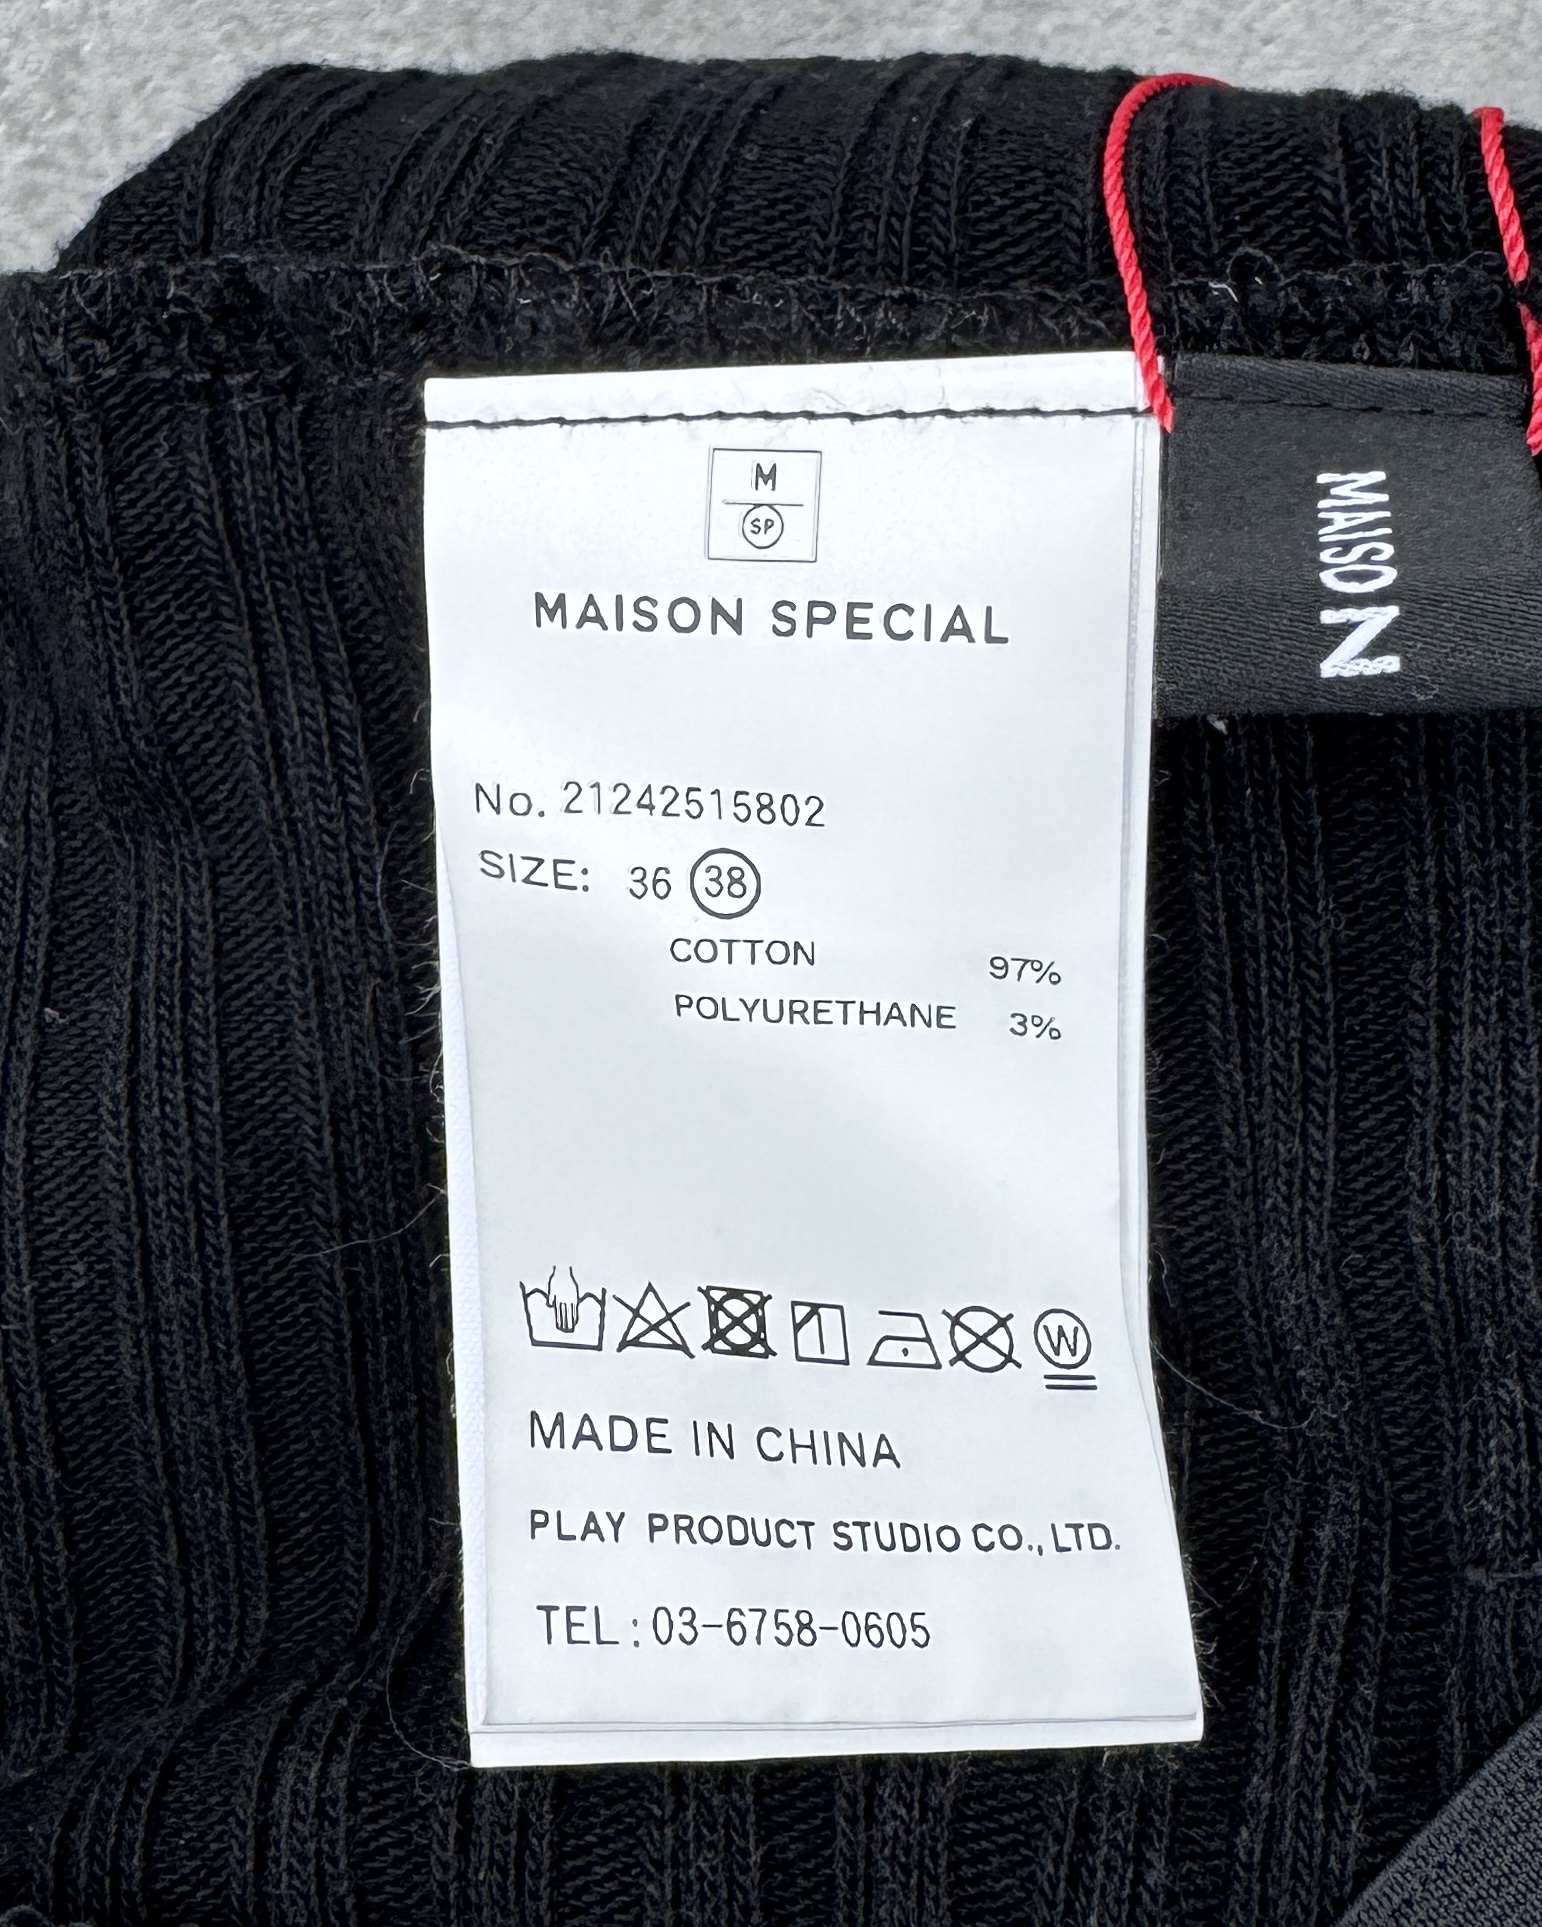 M
SP
MAISON SPECIAL
No. 21242515802
SIZE: 36 38
COTTON 97%
POLYURETHANE 3%
W
MADE IN CHINA
PLAY PRODUCT STUDIO CO., LTD.
TEL : 03-6758-0605
MAISON